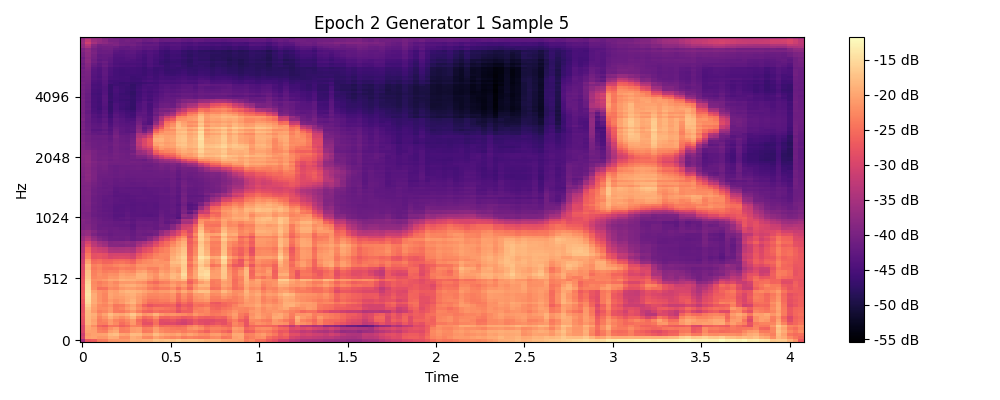 Epoch 2 Generator 1 Sample 5
Hz
4096
2048
1024
512
0
0 0.5 1 1.5 2 2.5 3 3.5 4
Time
-15 dB
-20 dB
-25 dB
-30 dB
-35 dB
-40 dB
-45 dB
-50 dB
-55 dB